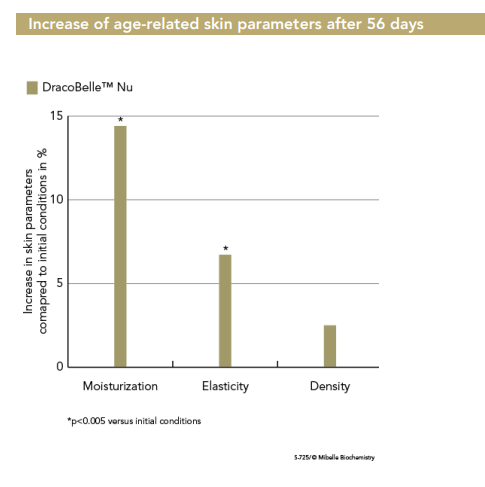 Increase of age-related skin parameters after 56 days
DracoBelle™ Nu
Increase in skin parameters
comapred to initial conditions in %
15
10
5
0
*
*
Moisturization Elasticity Density
*p<0.005 versus initial conditions
S-725/© Mibelle Biochemistry